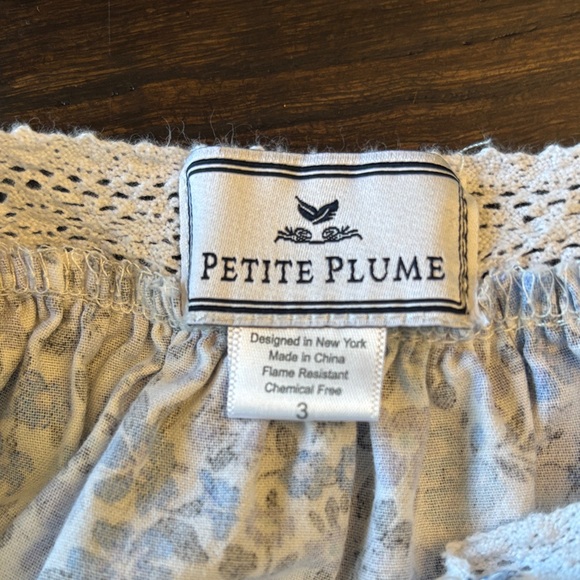 PETITE PLUME
Designed in New York
Made in China
Flame Resistant
Chemical Free
3